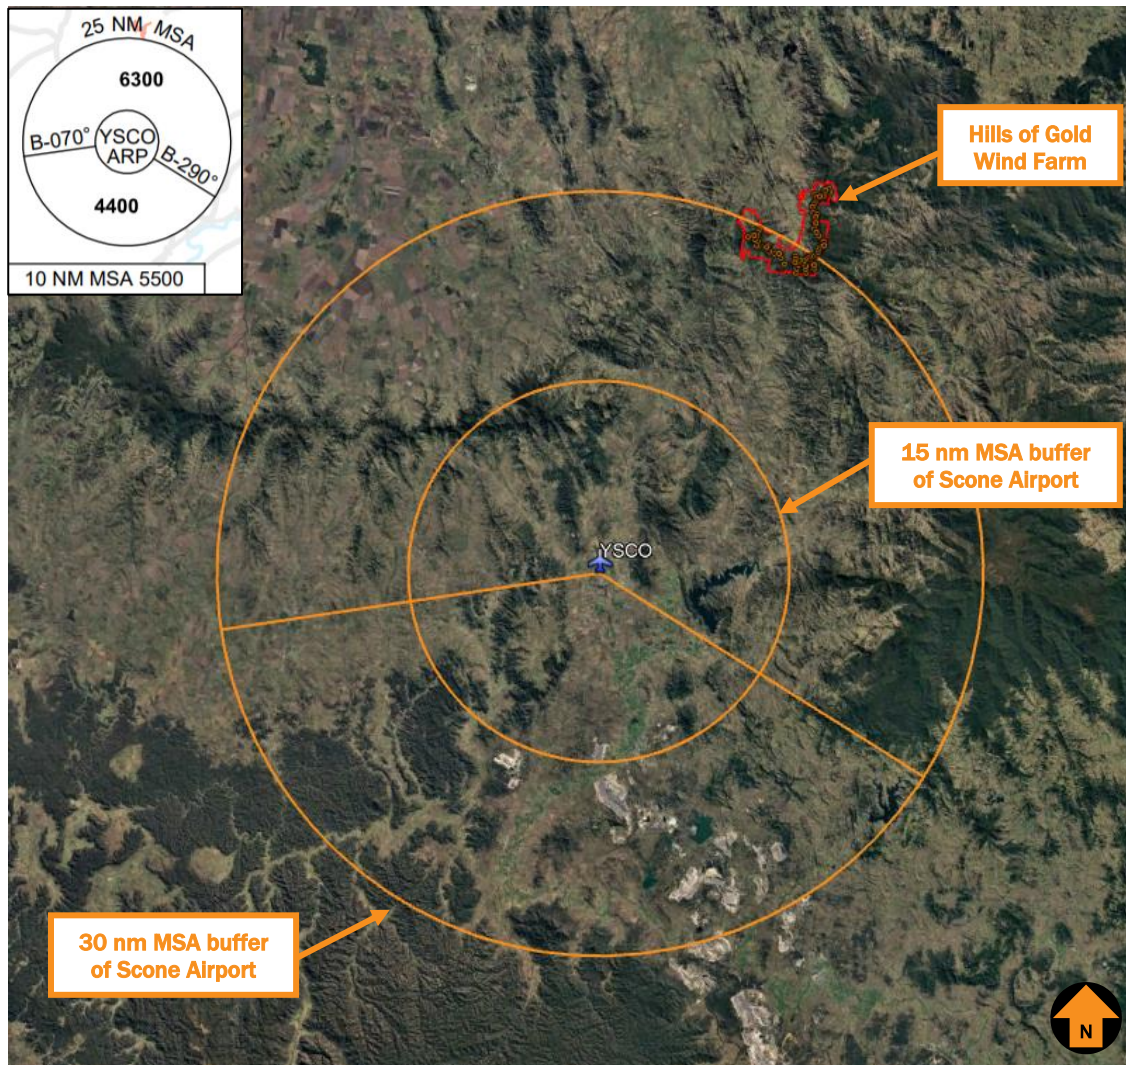 25 NM MSA
6300
B-070°
YSCO
ARP
B-290°
4400
10 NM MSA 5500
Hills of Gold
Wind Farm
15 nm MSA buffer
of Scone Airport
YSCO
30 nm MSA buffer
of Scone Airport
N